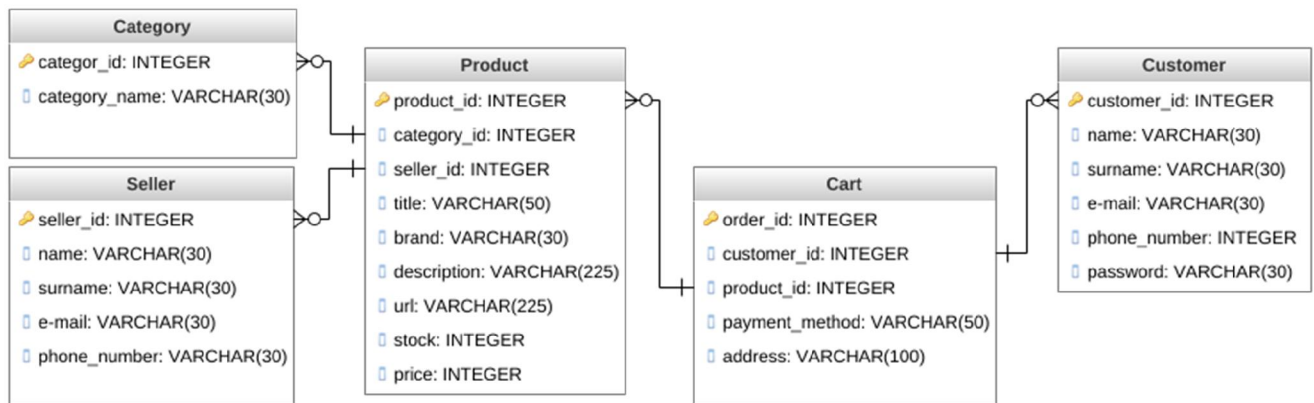 Category
categor_id: INTEGER
category_name: VARCHAR(30)
Seller
seller_id: INTEGER
name: VARCHAR(30)
surname: VARCHAR(30)
e-mail: VARCHAR(30)
phone_number: VARCHAR(30)
Product
product_id: INTEGER
category_id: INTEGER
seller_id: INTEGER
title: VARCHAR(50)
brand: VARCHAR(30)
description: VARCHAR(225)
url: VARCHAR(225)
stock: INTEGER
price: INTEGER
Cart
order_id: INTEGER
customer_id: INTEGER
product_id: INTEGER
payment_method: VARCHAR(50)
address: VARCHAR(100)
Customer
customer_id: INTEGER
name: VARCHAR(30)
surname: VARCHAR(30)
e-mail: VARCHAR(30)
phone_number: INTEGER
password: VARCHAR(30)